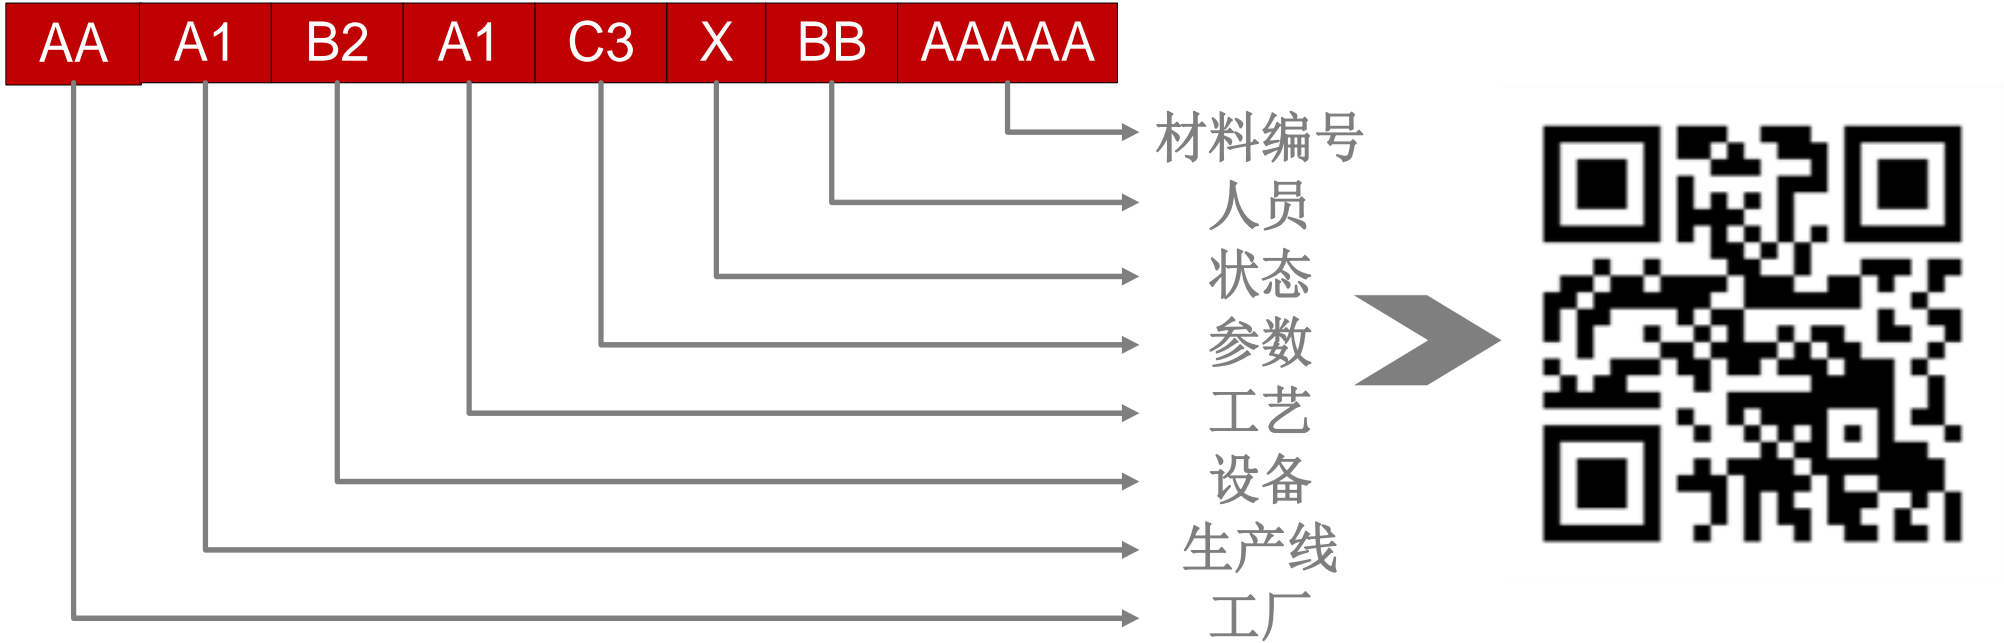 AA A1 B2 A1 C3 X BB AAAAA
材料编号
人员
状态
参数
工艺
设备
生产线
工厂